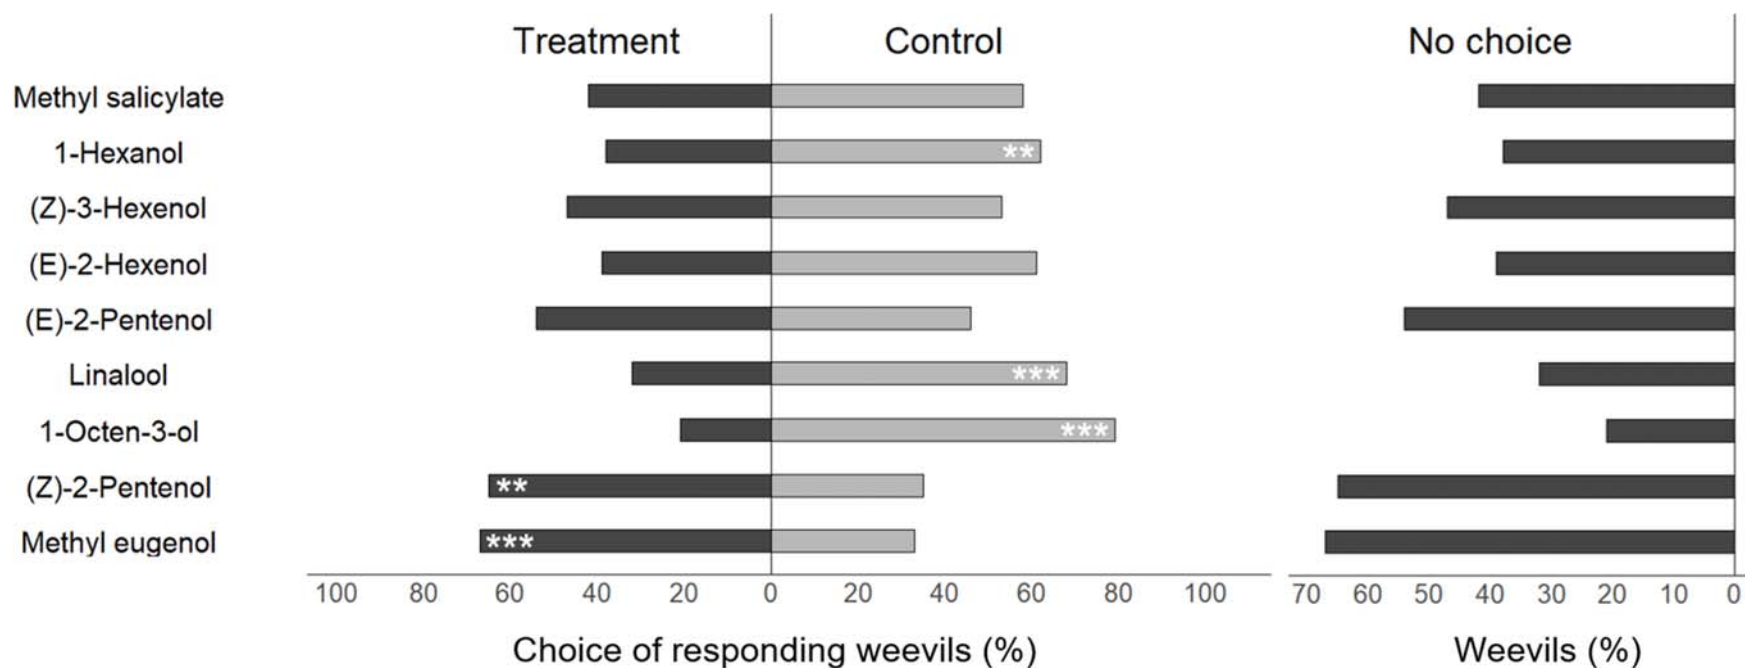 Treatment Control No choice
Methyl salicylate
1-Hexanol **
(Z)-3-Hexenol
(E)-2-Hexenol
(E)-2-Pentenol
Linalool ***
1-Octen-3-ol ***
(Z)-2-Pentenol **
Methyl eugenol ***
100 80 60 40 20 0 20 40 60 80 100 70 60 50 40 30 20 10 0
Choice of responding weevils (%) Weevils (%)